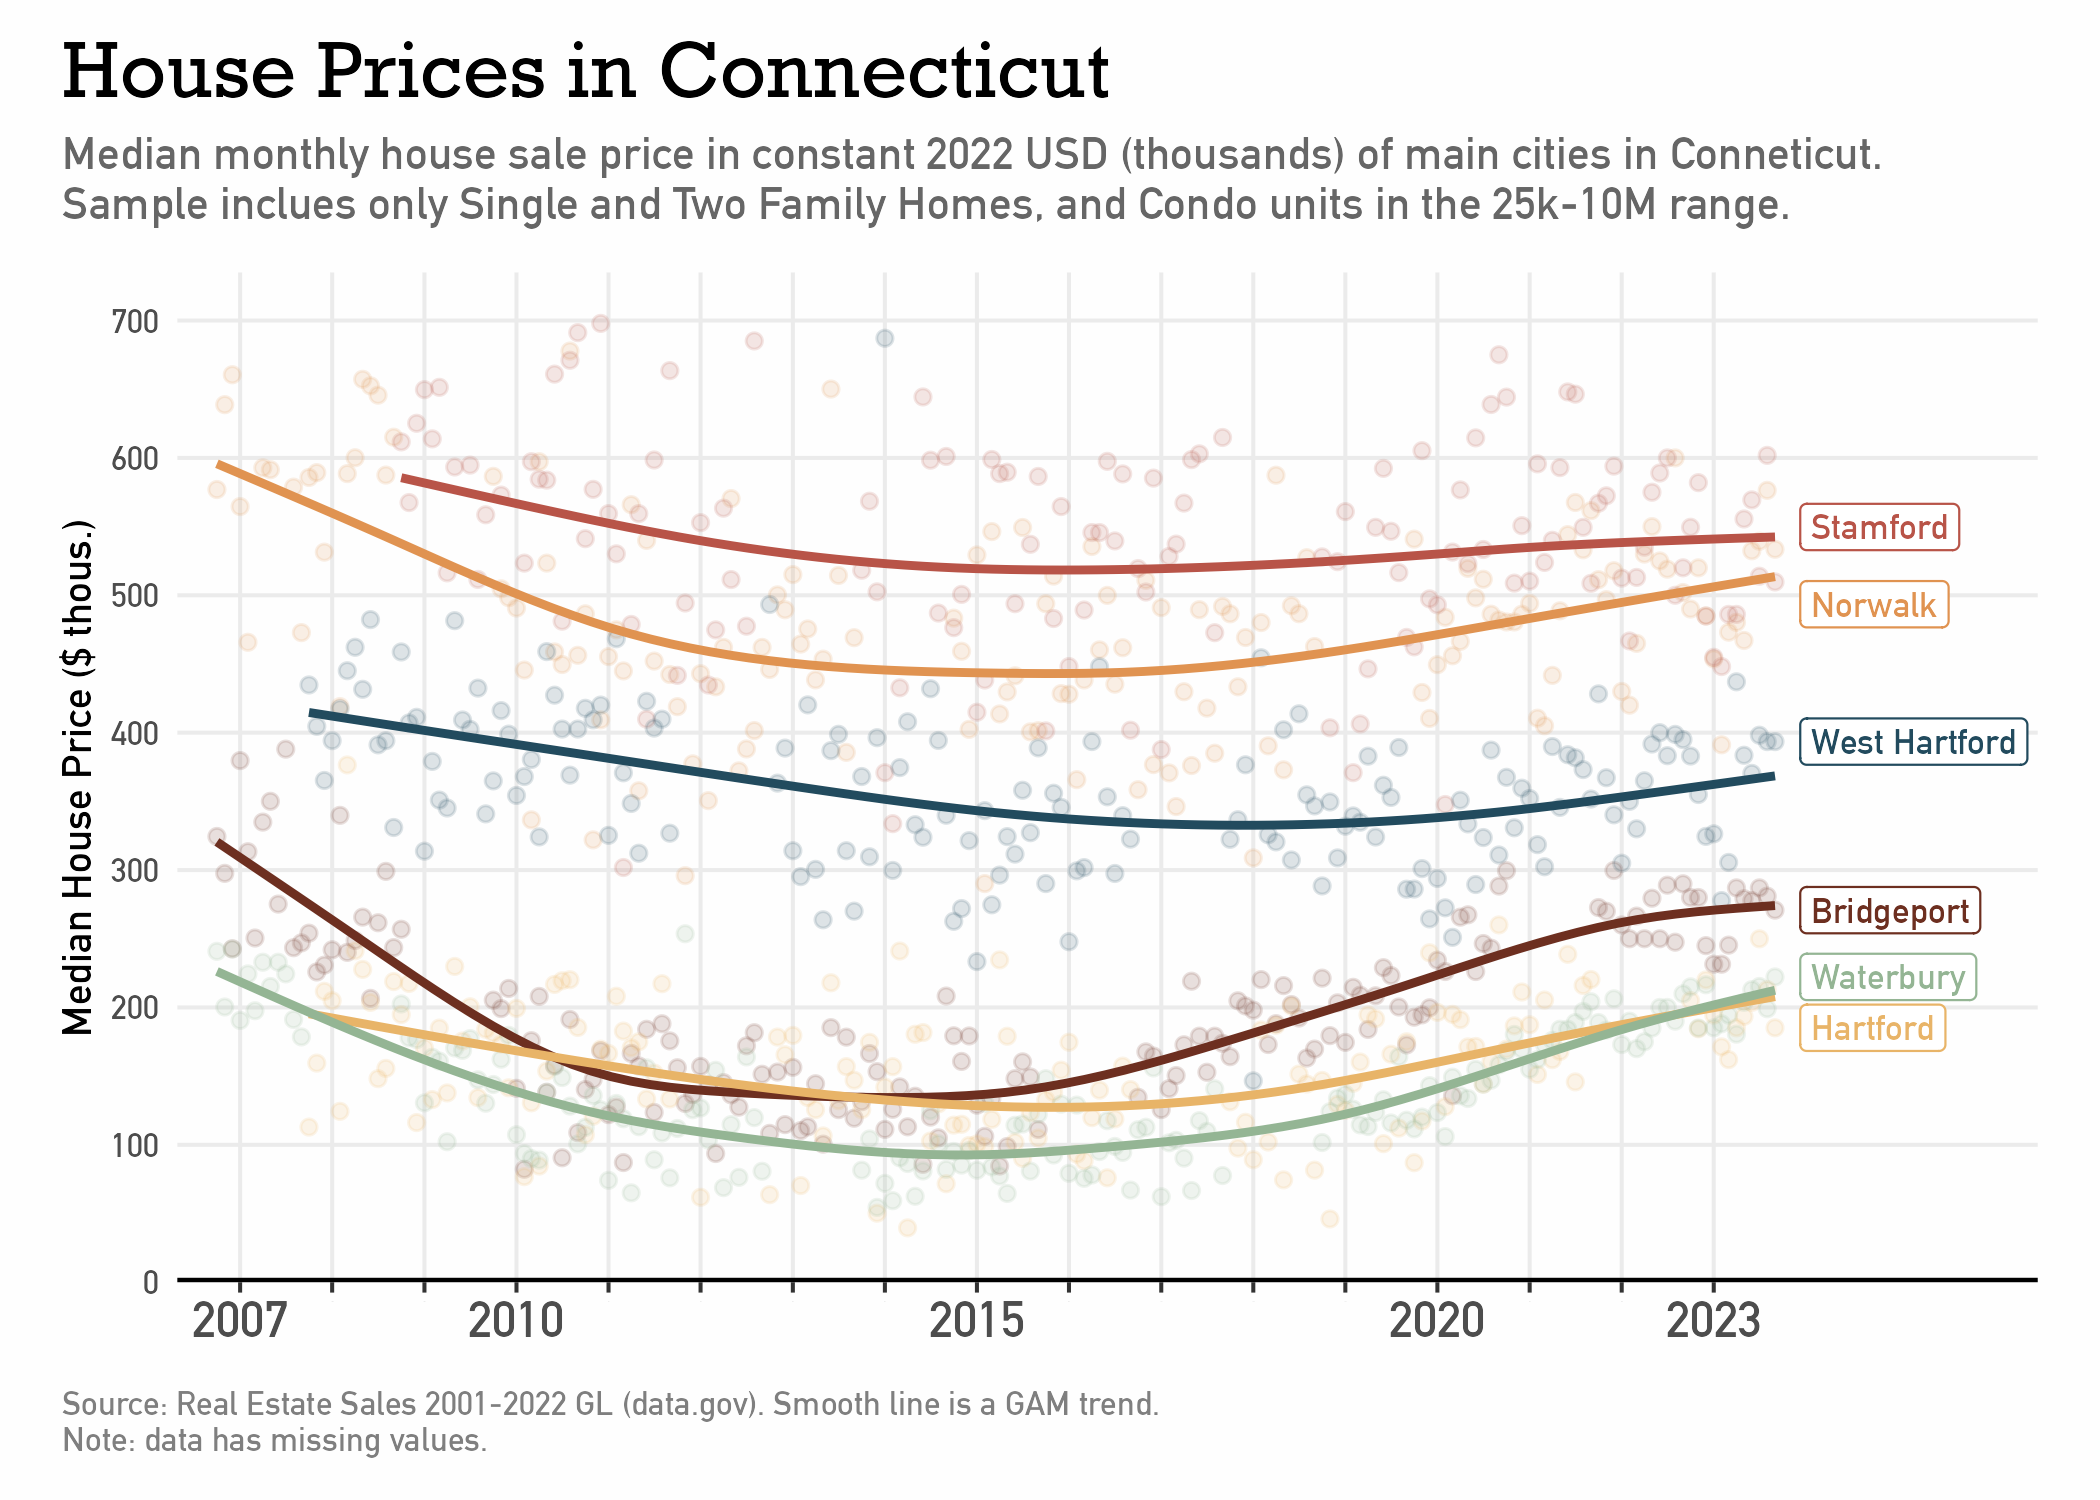 House Prices in Connecticut
Median monthly house sale price in constant 2022 USD (thousands) of main cities in Conneticut.
Sample inclues only Single and Two Family Homes, and Condo units in the 25k-10M range.
Median House Price ($ thous.)
700
600
500
400
300
200
100
0
Stamford
Norwalk
West Hartford
Bridgeport
Waterbury
Hartford
2007 2010 2015 2020 2023
Source: Real Estate Sales 2001-2022 GL (data.gov). Smooth line is a GAM trend.
Note: data has missing values.